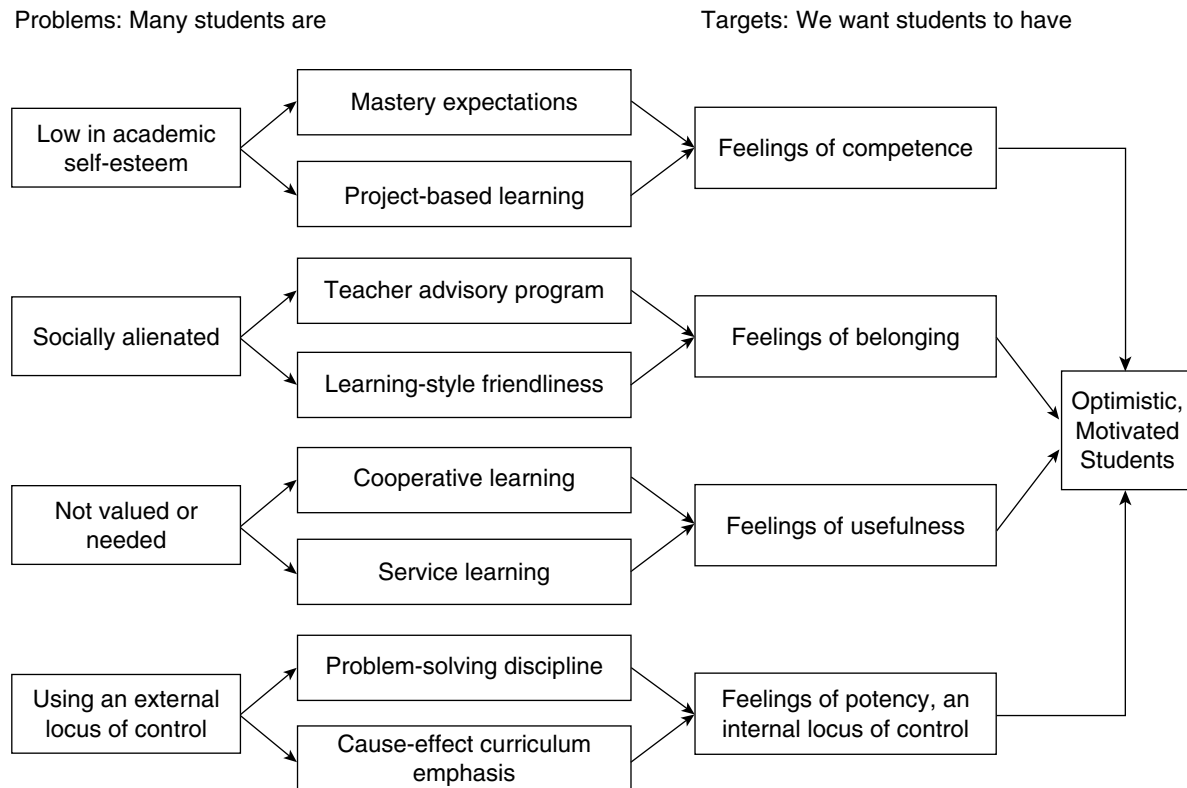 Problems: Many students are
Targets: We want students to have
Low in academic
self-esteem
Mastery expectations
Project-based learning
Feelings of competence
Socially alienated
Teacher advisory program
Learning-style friendliness
Feelings of belonging
Not valued or
needed
Cooperative learning
Service learning
Feelings of usefulness
Using an external
locus of control
Problem-solving discipline
Cause-effect curriculum
emphasis
Feelings of potency, an
internal locus of control
Optimistic,
Motivated
Students